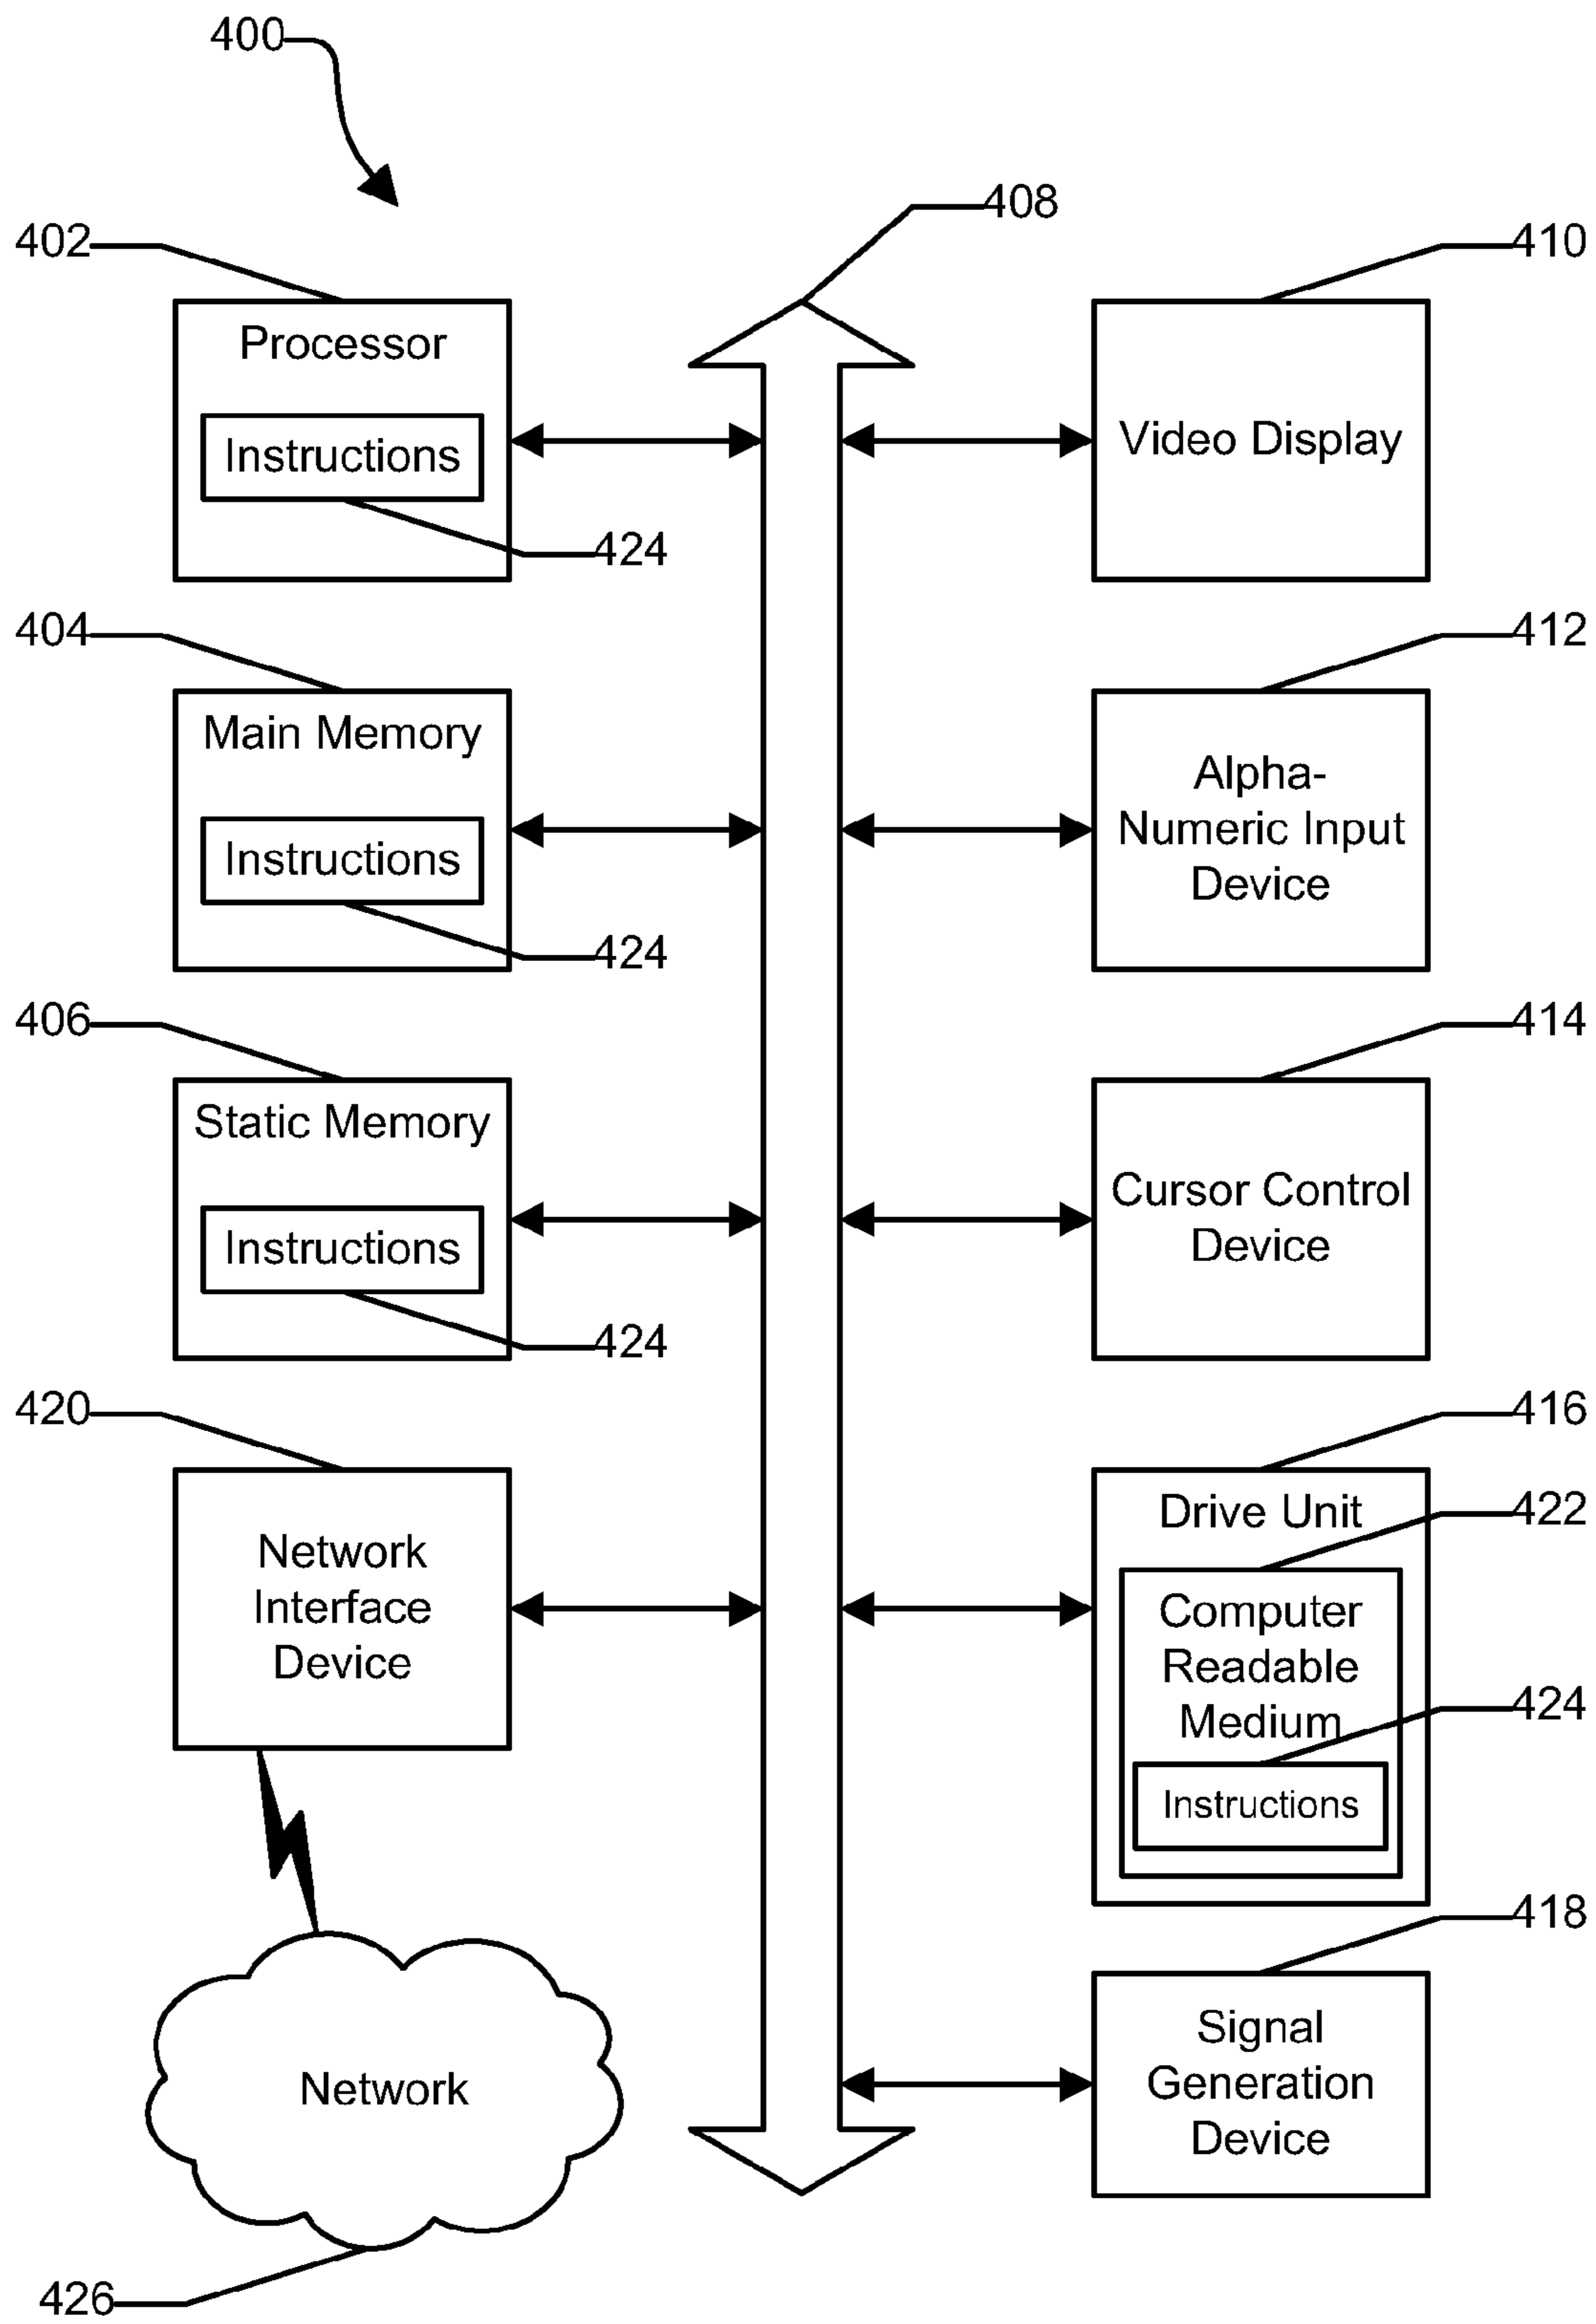 400
408
402
410
Processor
Instructions
424
Video Display
404
412
Main Memory
Instructions
424
Alpha-
Numeric Input
Device
406
414
Static Memory
Instructions
424
Cursor Control
Device
420
416
Network
Interface
Device
Drive Unit
422
Computer
Readable
Medium
424
Instructions
418
Signal
Generation
Device
Network
426